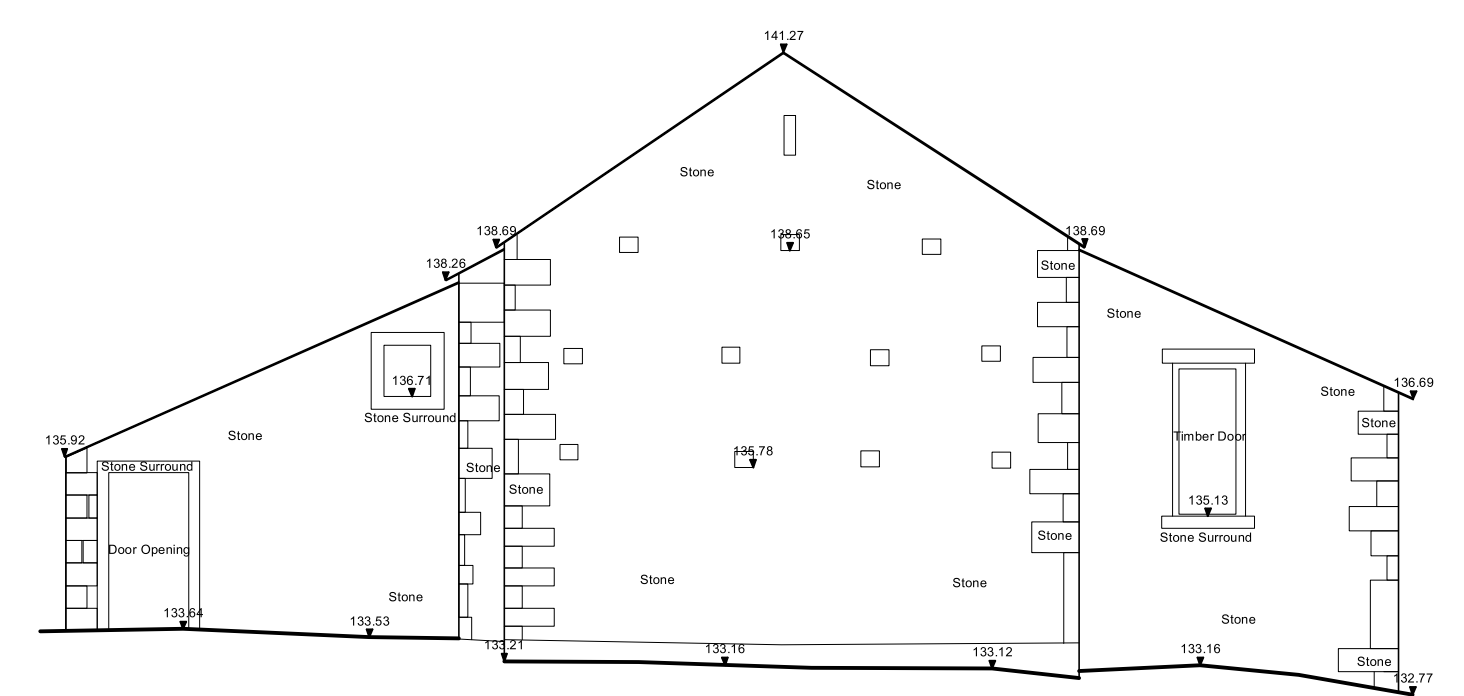 141.27
Stone
Stone
138.69
138.65
138.69
138.26
Stone
Stone
136.71
136.69
Stone
Stone Surround
Stone
135.92
Stone
Timber Door
135.78
Stone Surround
Stone
Stone
135.13
Stone
Stone Surround
Door Opening
Stone
Stone
Stone
Stone
133.64
133.53
Stone
133.21
133.16
133.12
133.16
Stone
132.77